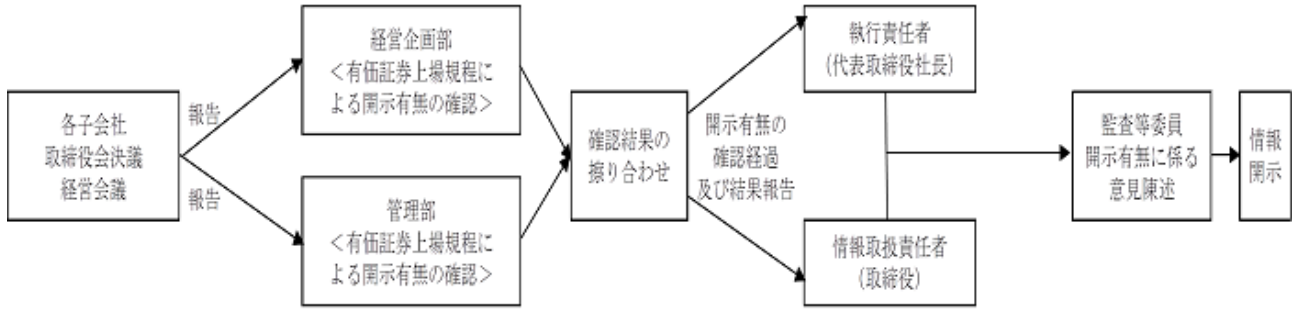 各子会社
取締役会決議
経営会議
報告
報告
経営企画部
＜有価証券上場規程に
よる開示有無の確認＞
管理部
＜有価証券上場規程に
よる開示有無の確認＞
確認結果の
擦り合わせ
開示有無の
確認経過
及び結果報告
執行責任者
(代表取締役社長)
情報取扱責任者
(取締役)
監査等委員
開示有無に係る
意見陳述
情報
開示